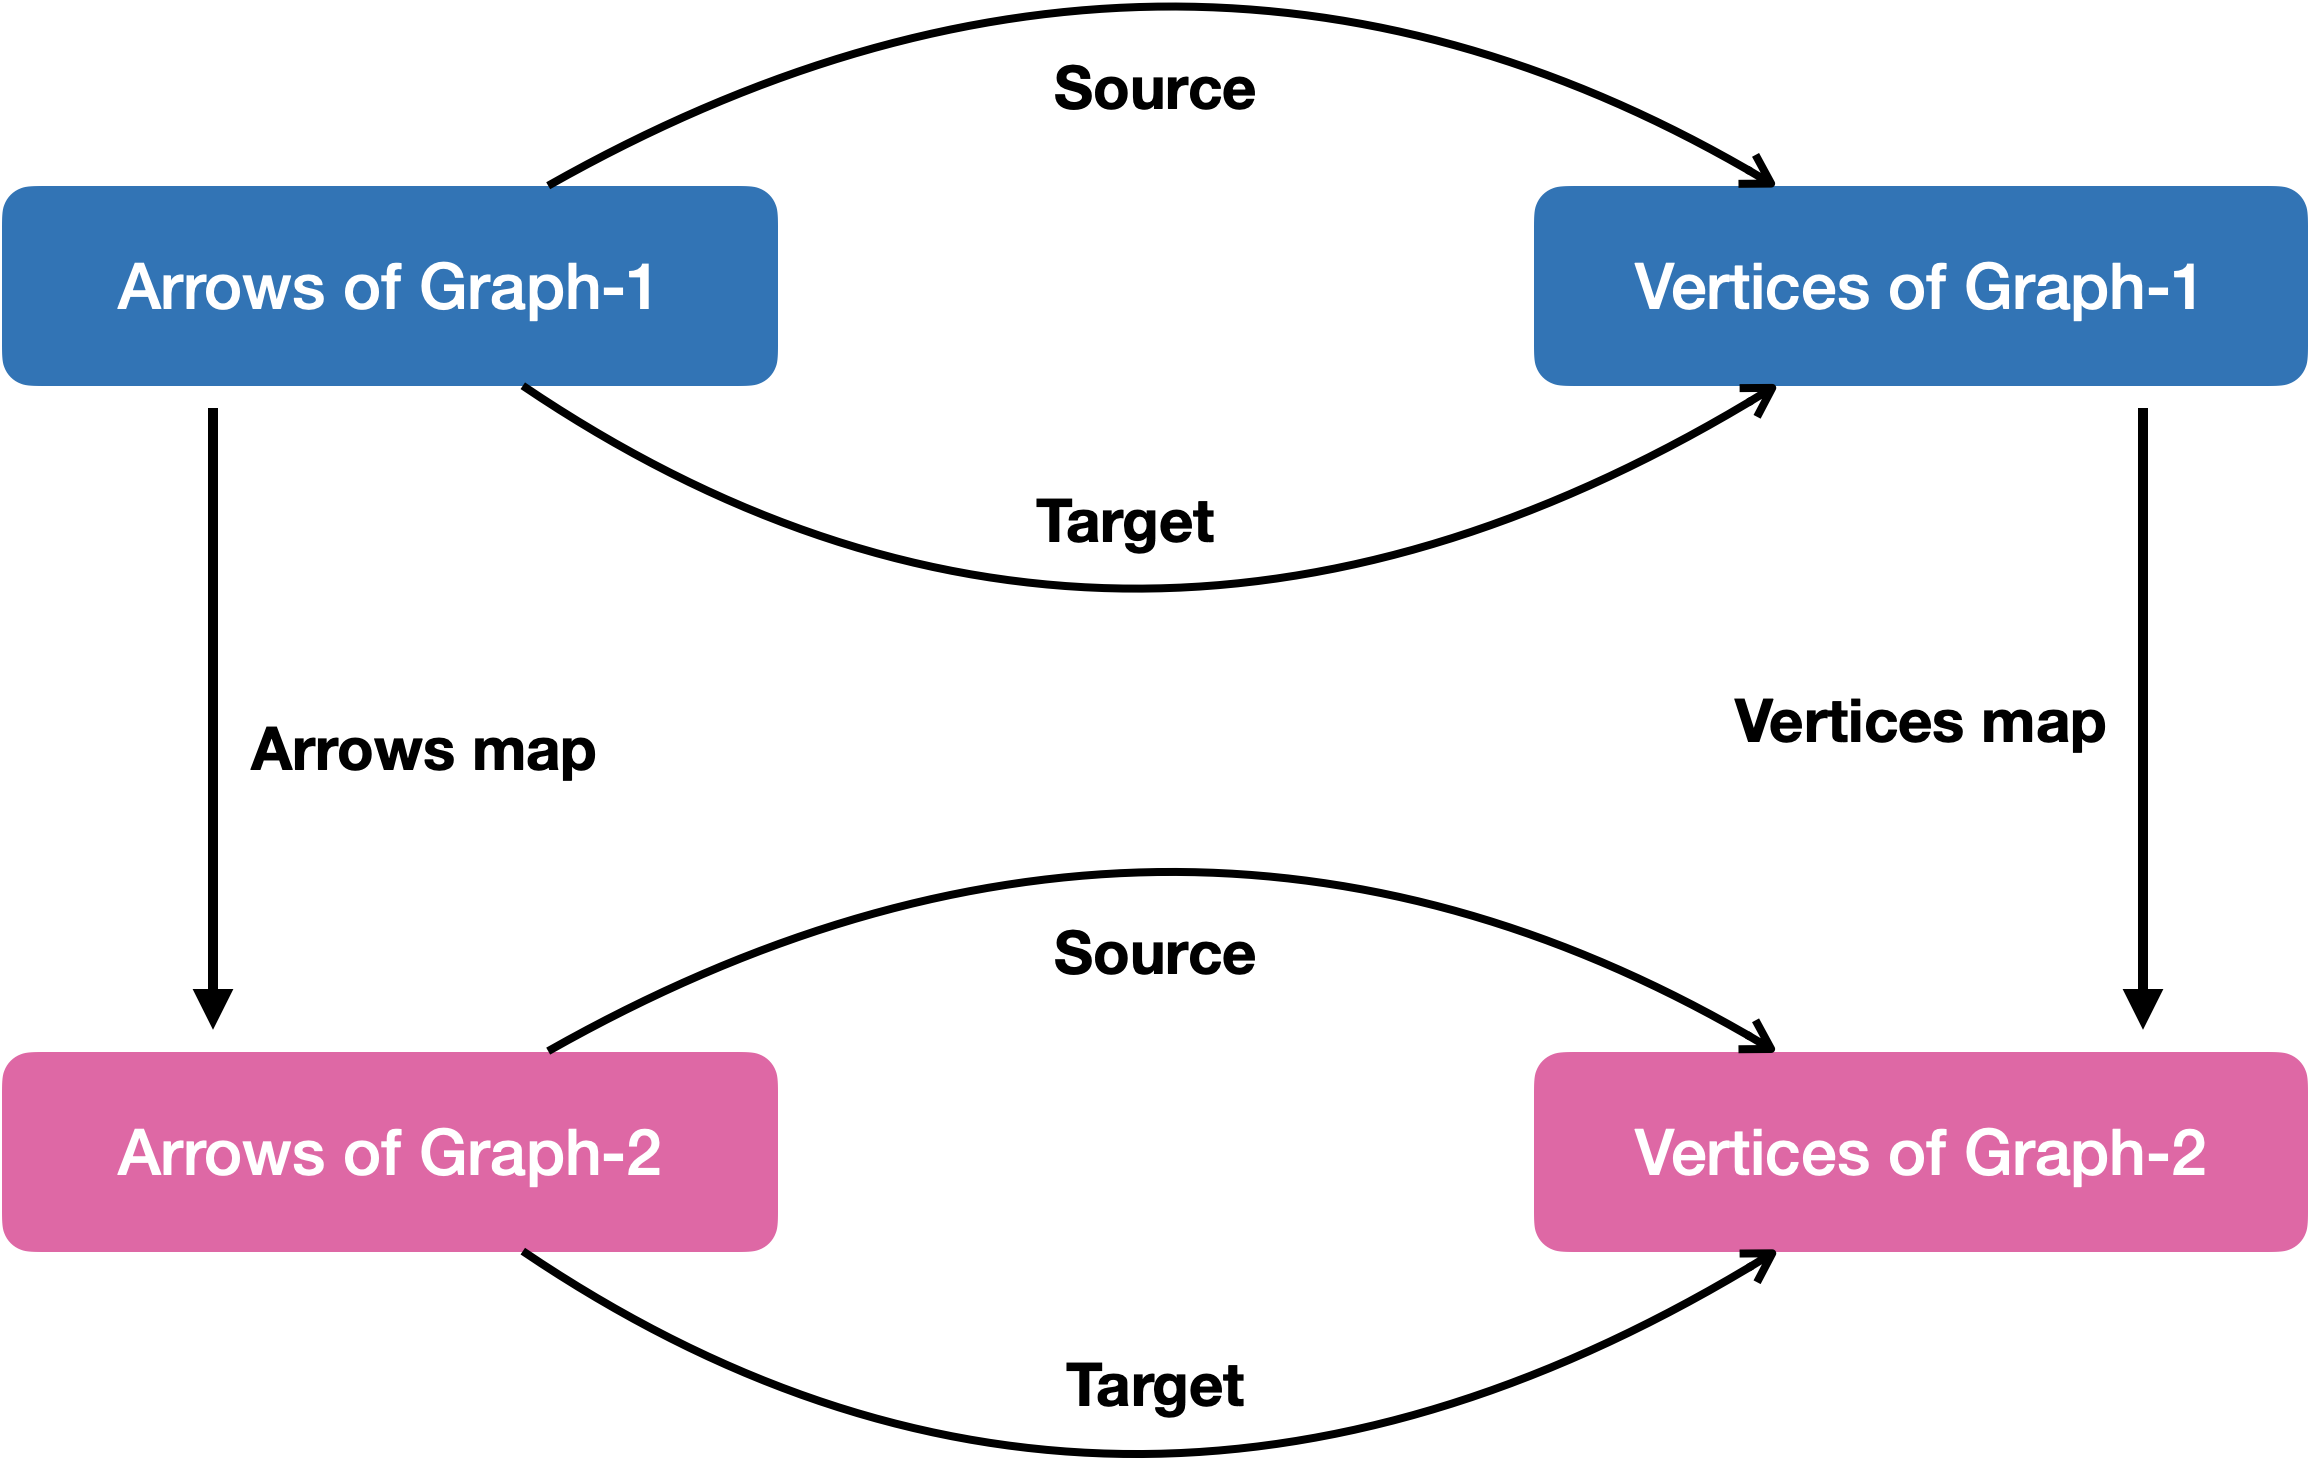 Source
Arrows of Graph-1
Vertices of Graph-1
Target
Arrows map
Vertices map
Source
Arrows of Graph-2
Vertices of Graph-2
Target